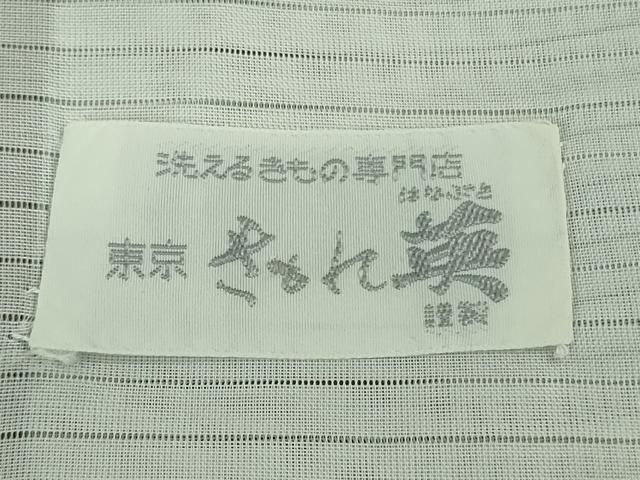 洗えるきもの専門店
はなぶさ
東京 きもれ英
謹製